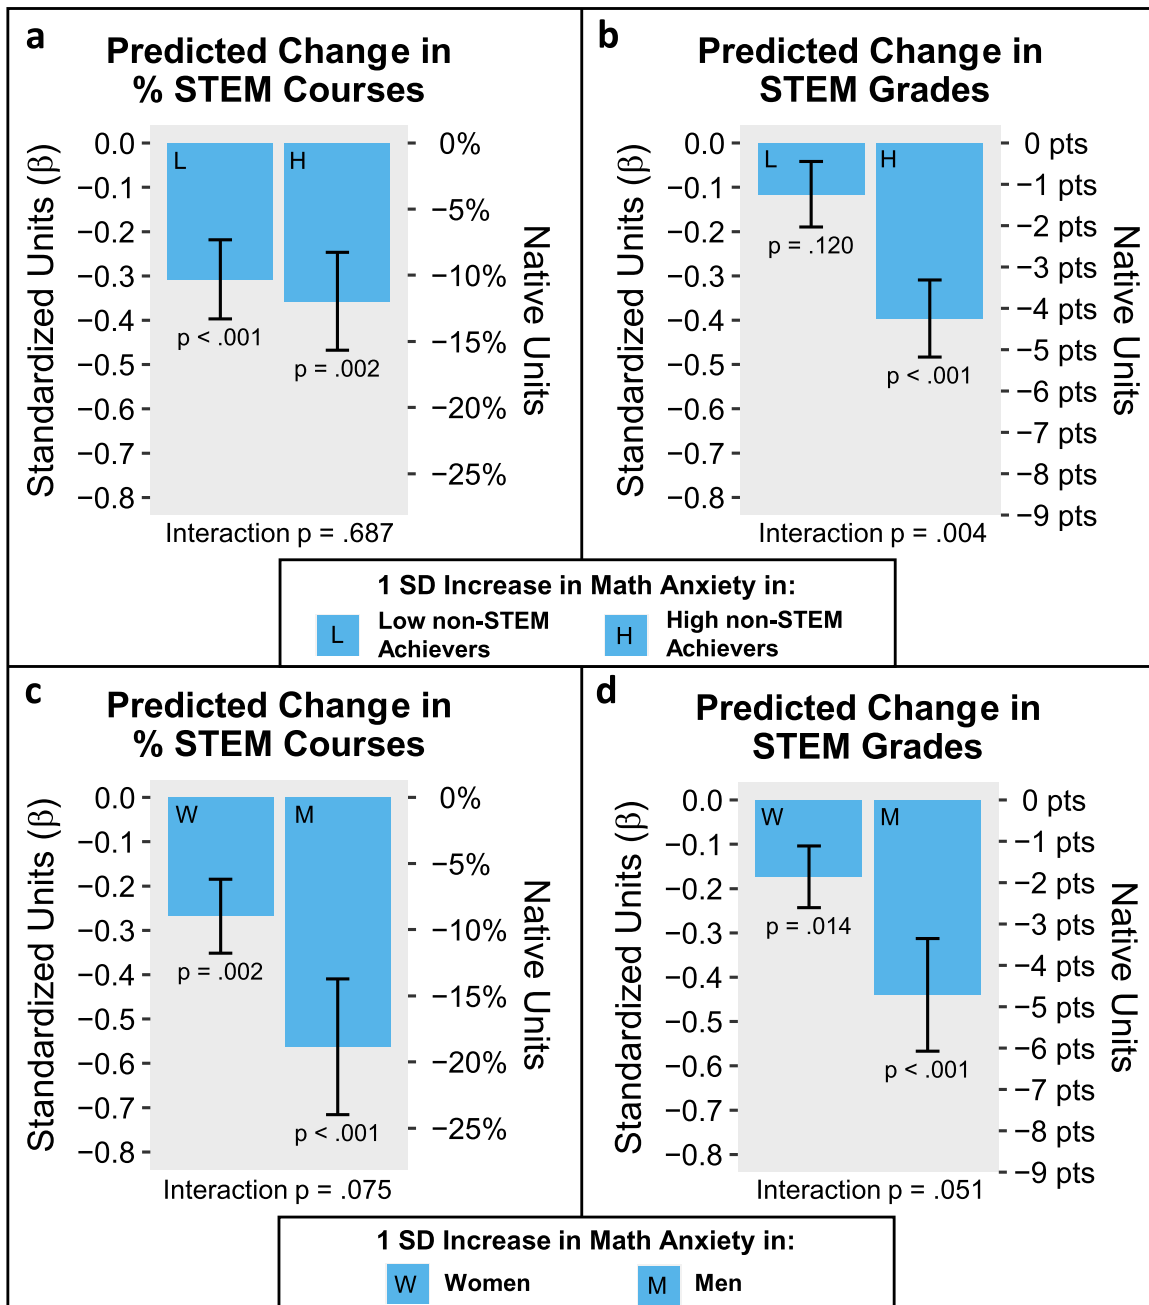 a
Predicted Change in
% STEM Courses
Standardized Units (β)
0.0
−0.1
−0.2
−0.3
−0.4
−0.5
−0.6
−0.7
−0.8
L
H
p < .001
p = .002
0%
−5%
−10%
−15%
−20%
−25%
Native Units
Interaction p = .687
b
Predicted Change in
STEM Grades
Standardized Units (β)
0.0
−0.1
−0.2
−0.3
−0.4
−0.5
−0.6
−0.7
−0.8
L
H
p = .120
p < .001
0 pts
−1 pts
−2 pts
−3 pts
−4 pts
−5 pts
−6 pts
−7 pts
−8 pts
−9 pts
Native Units
Interaction p = .004
1 SD Increase in Math Anxiety in:
L
Low non-STEM
Achievers
H
High non-STEM
Achievers
c
Predicted Change in
% STEM Courses
Standardized Units (β)
0.0
−0.1
−0.2
−0.3
−0.4
−0.5
−0.6
−0.7
−0.8
W
M
p = .002
p < .001
0%
−5%
−10%
−15%
−20%
−25%
Native Units
Interaction p = .075
d
Predicted Change in
STEM Grades
Standardized Units (β)
0.0
−0.1
−0.2
−0.3
−0.4
−0.5
−0.6
−0.7
−0.8
W
M
p = .014
p < .001
0 pts
−1 pts
−2 pts
−3 pts
−4 pts
−5 pts
−6 pts
−7 pts
−8 pts
−9 pts
Native Units
Interaction p = .051
1 SD Increase in Math Anxiety in:
W Women
M Men